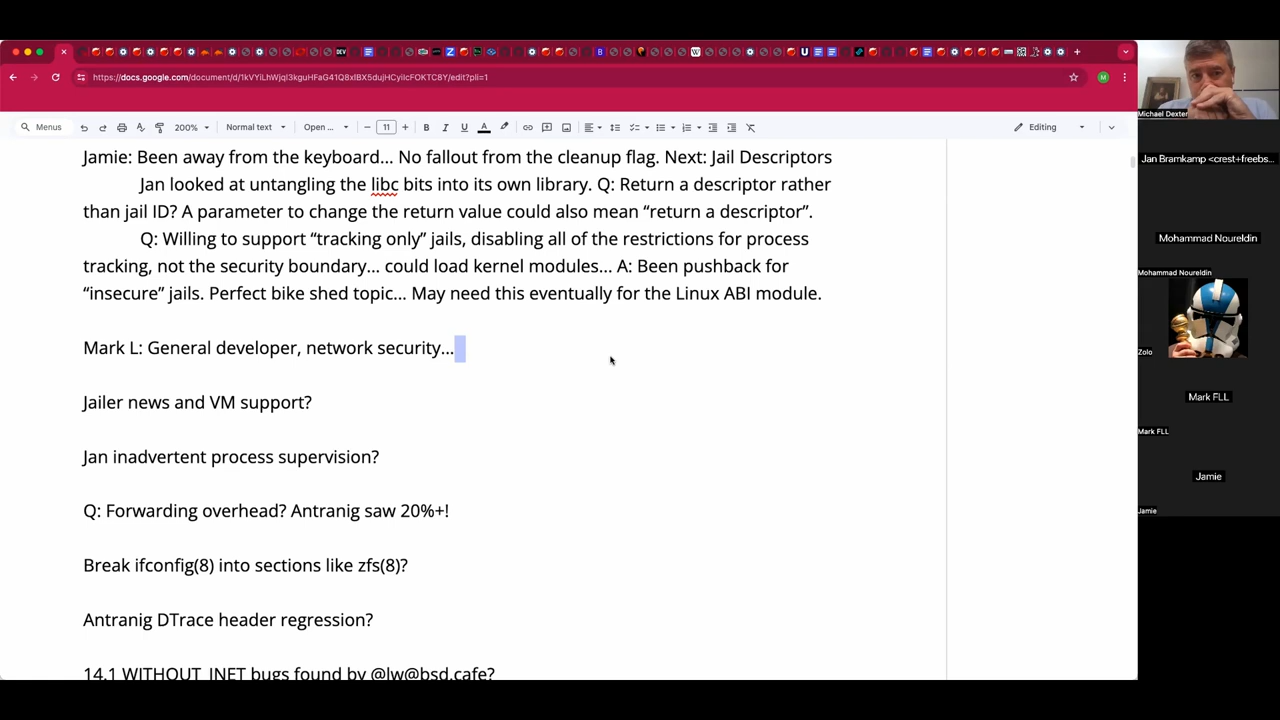 https://docs.google.com/document/d/1kVYiLhWjqI3kguHFaG41Q8xIBX5dujHCyiIcFOKTC8Y/edit?pli=1
Menus
200%
Normal text
Open ...
11
Editing
Jamie: Been away from the keyboard... No fallout from the cleanup flag. Next: Jail Descriptors
Jan looked at untangling the libc bits into its own library. Q: Return a descriptor rather
than jail ID? A parameter to change the return value could also mean “return a descriptor”.
Q: Willing to support “tracking only” jails, disabling all of the restrictions for process
tracking, not the security boundary... could load kernel modules... A: Been pushback for
“insecure” jails. Perfect bike shed topic... May need this eventually for the Linux ABI module.
Mark L: General developer, network security...
Jailer news and VM support?
Jan inadvertent process supervision?
Q: Forwarding overhead? Antranig saw 20%+!
Break ifconfig(8) into sections like zfs(8)?
Antranig DTrace header regression?
14.1 WITHOUT_INET bugs found by @lw@bsd.cafe?
Michael Dexter
Jan Bramkamp <crest+freebs...
Mohammad Noureldin
Mohammad Noureldin
Zolo
Mark FLL
Mark FLL
Jamie
Jamie